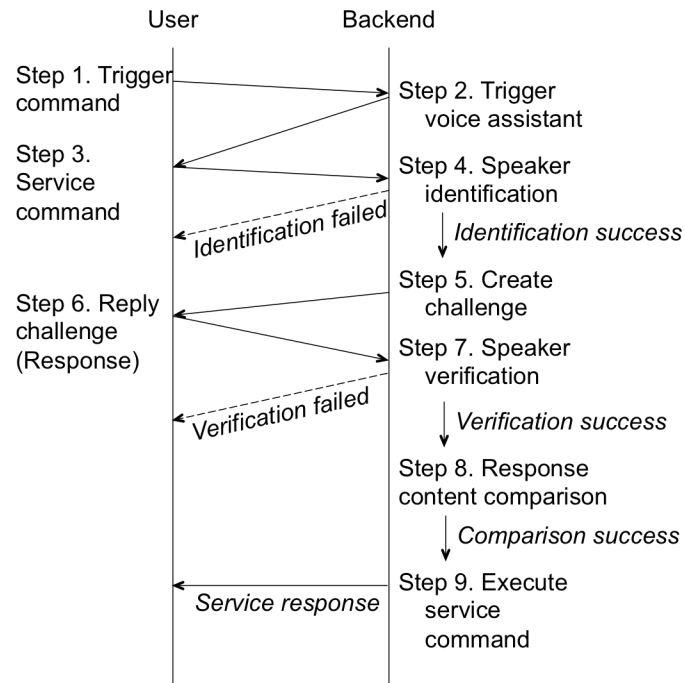 User
Backend
Step 1. Trigger
command
Step 2. Trigger
voice assistant
Step 3.
Service
command
Step 4. Speaker
identification
Identification failed
Identification success
Step 5. Create
challenge
Step 6. Reply
challenge
(Response)
Step 7. Speaker
verification
Verification failed
Verification success
Step 8. Response
content comparison
Comparison success
Step 9. Execute
service
command
Service response